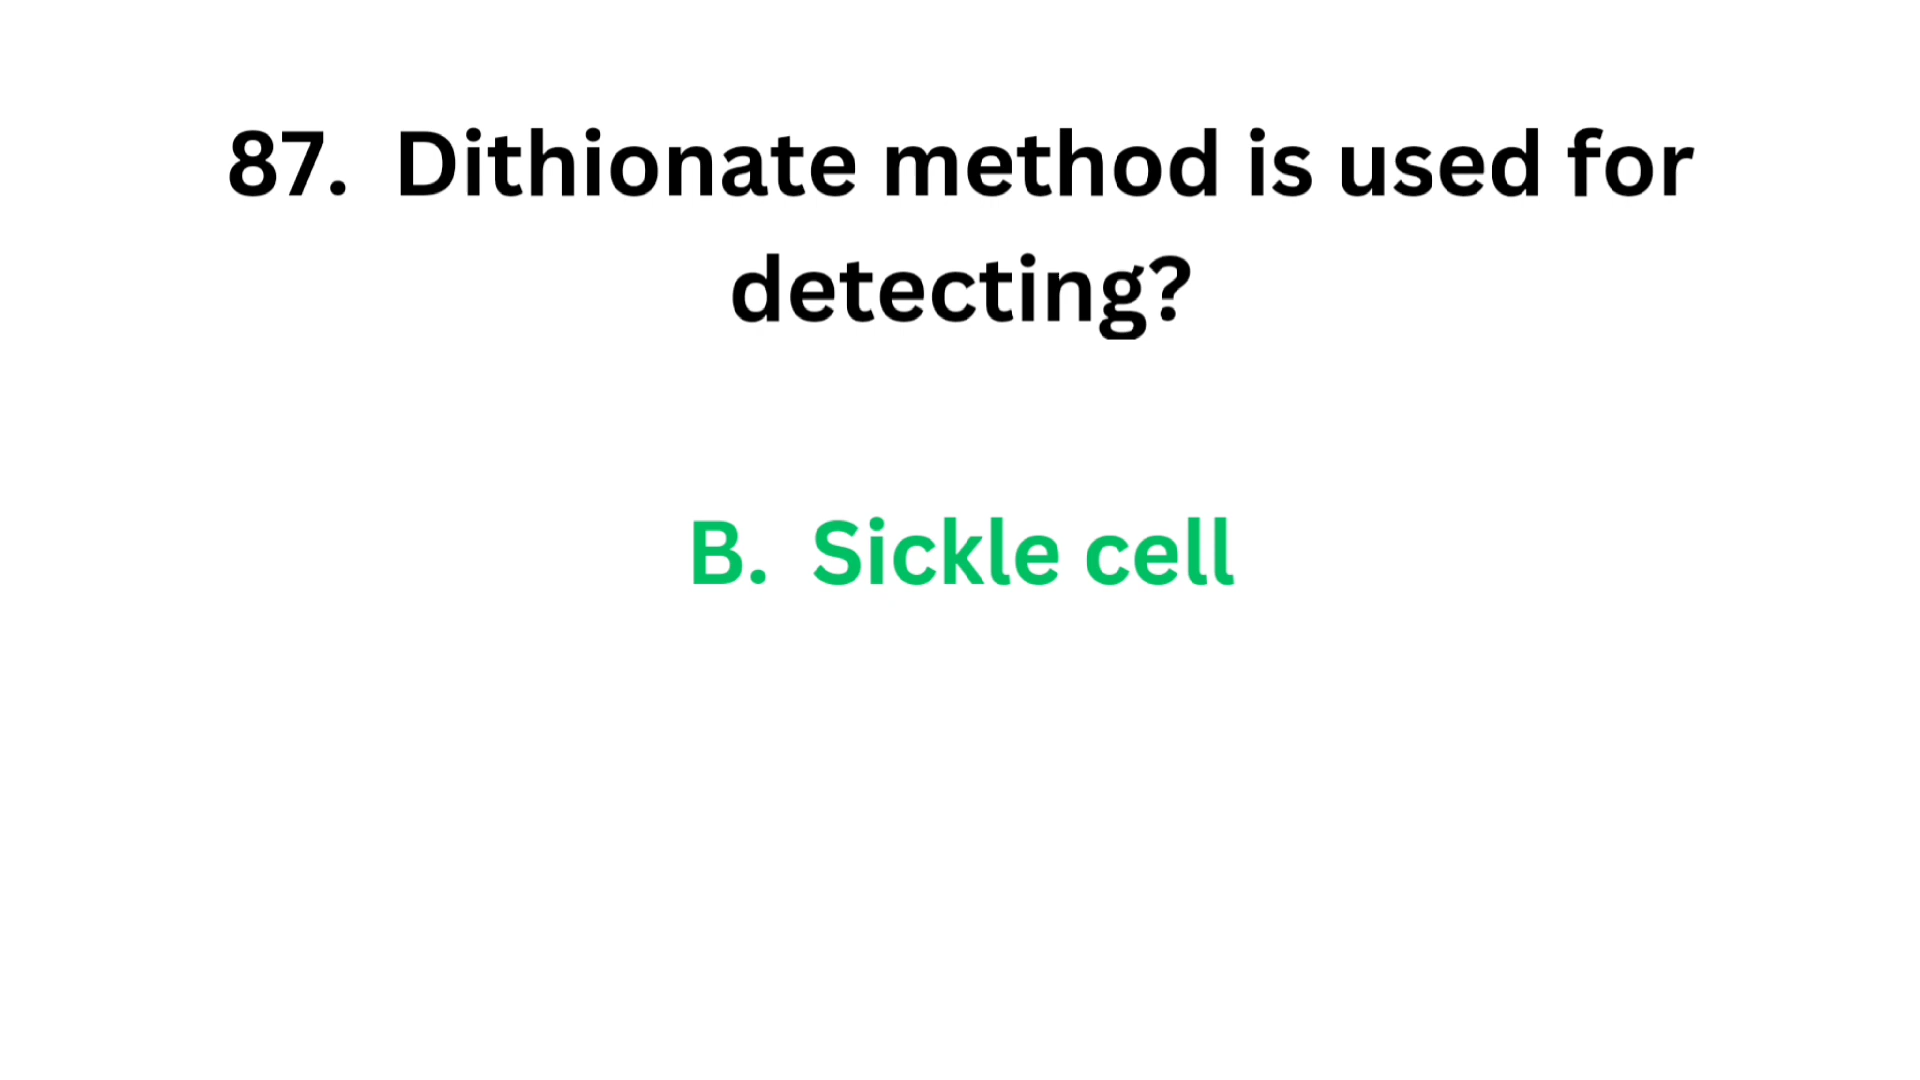 87. Dithionate method is used for
detecting?
B. Sickle cell